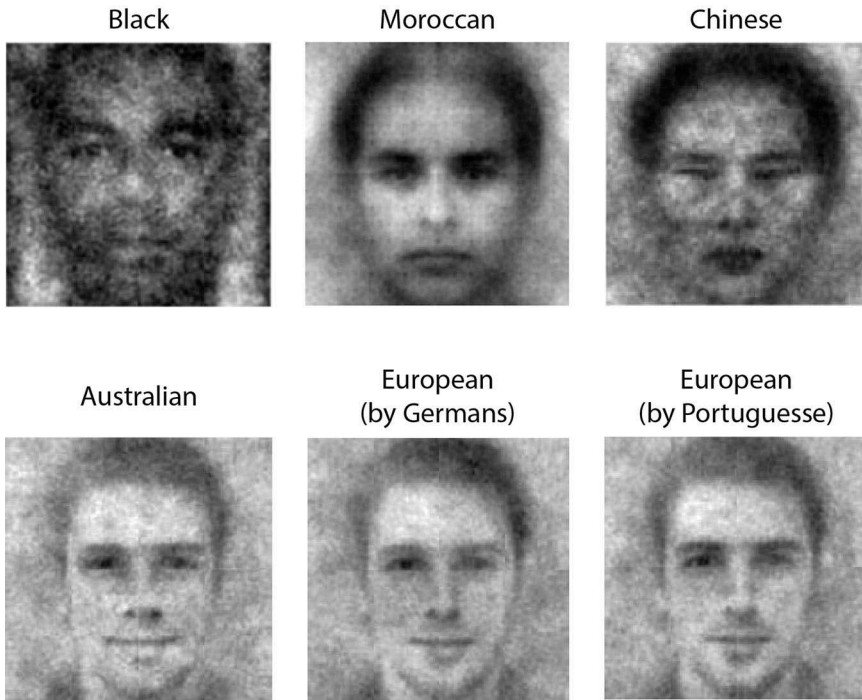 Black
Moroccan
Chinese
Australian
European
(by Germans)
European
(by Portuguesse)